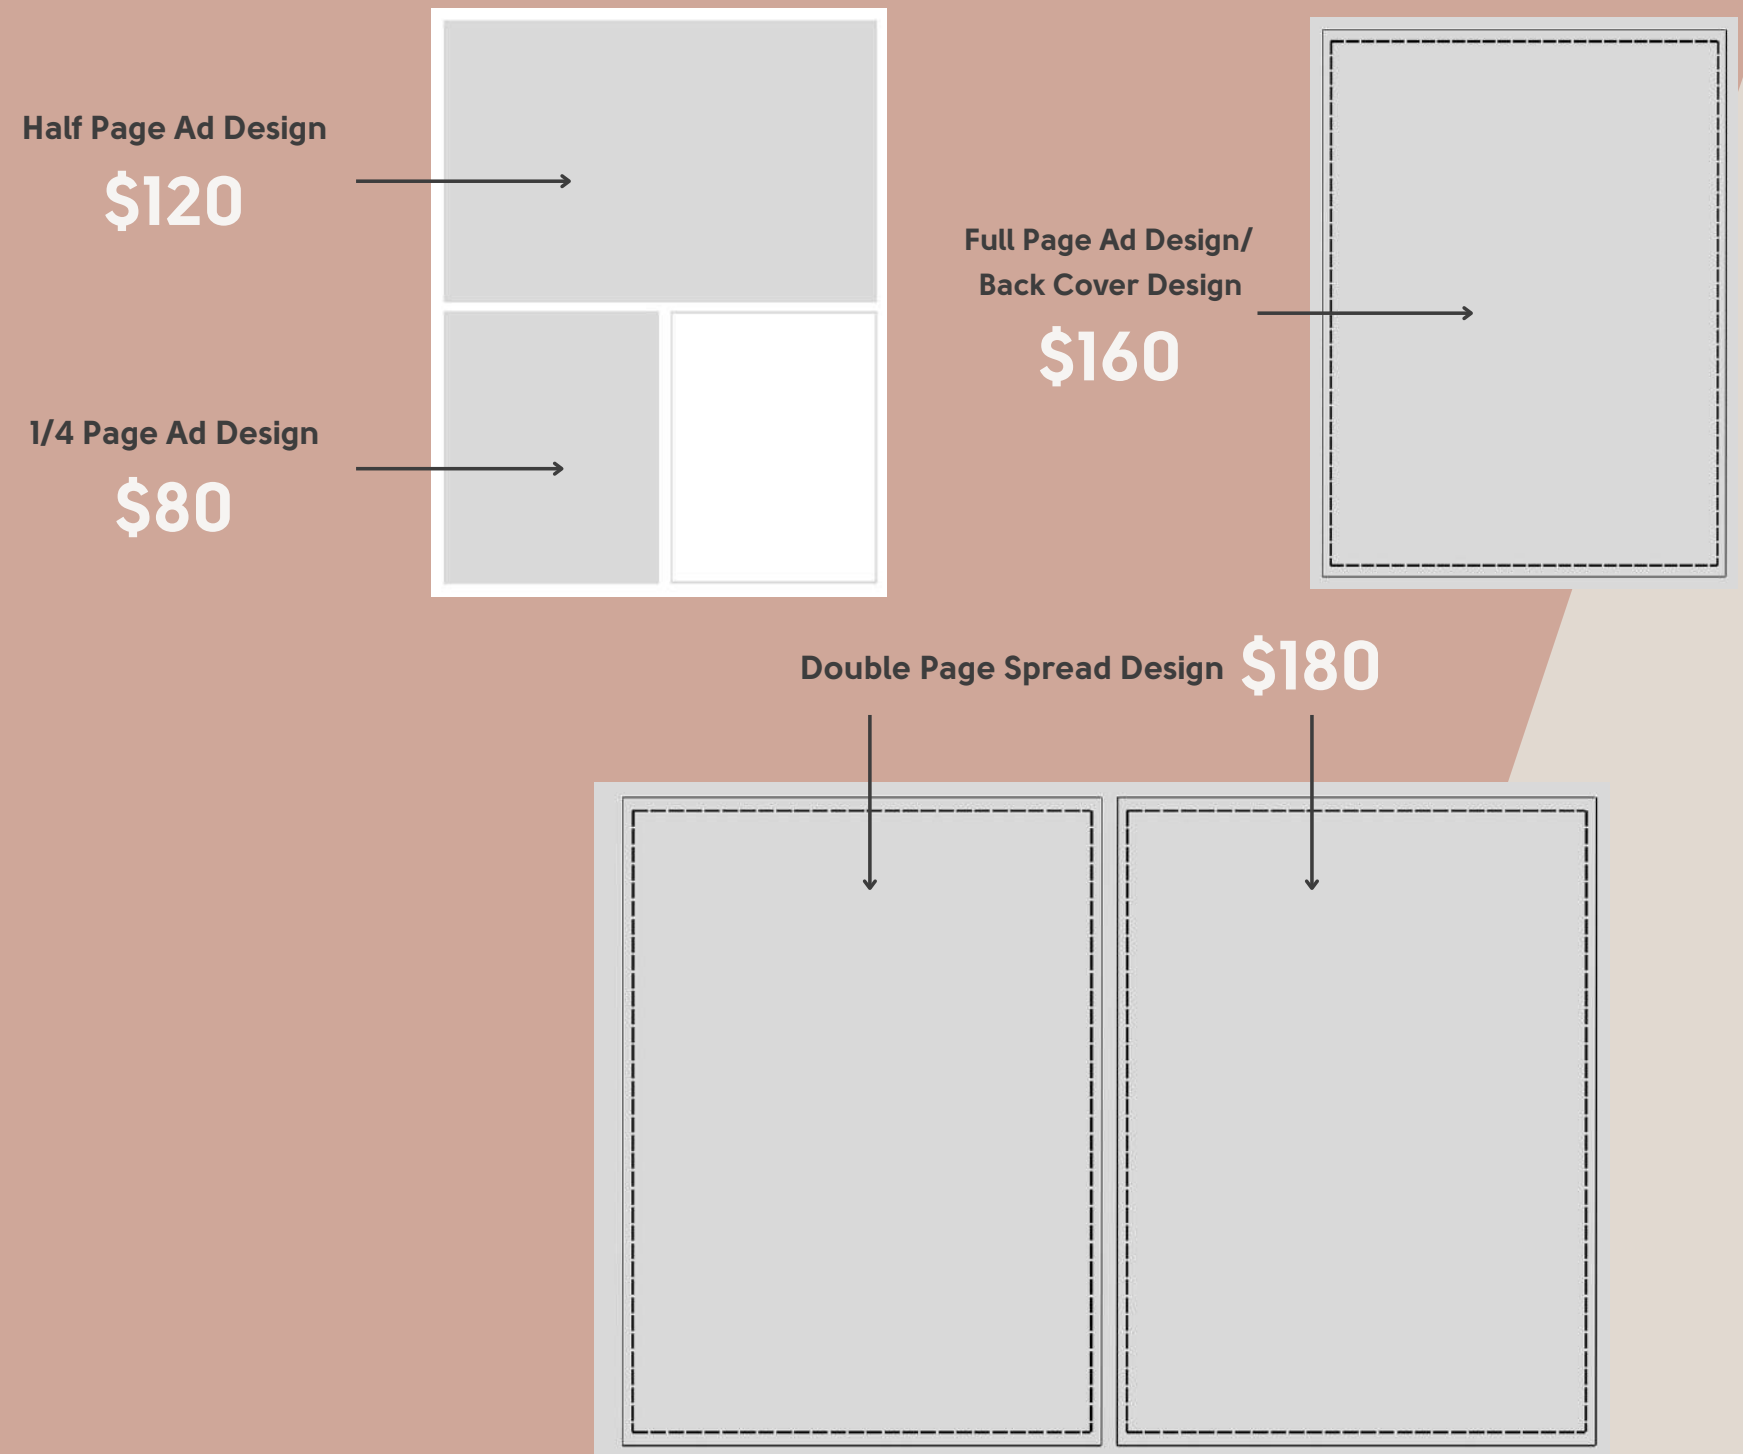 Half Page Ad Design
$120
1/4 Page Ad Design
$80
Full Page Ad Design/
Back Cover Design
$160
Double Page Spread Design $180